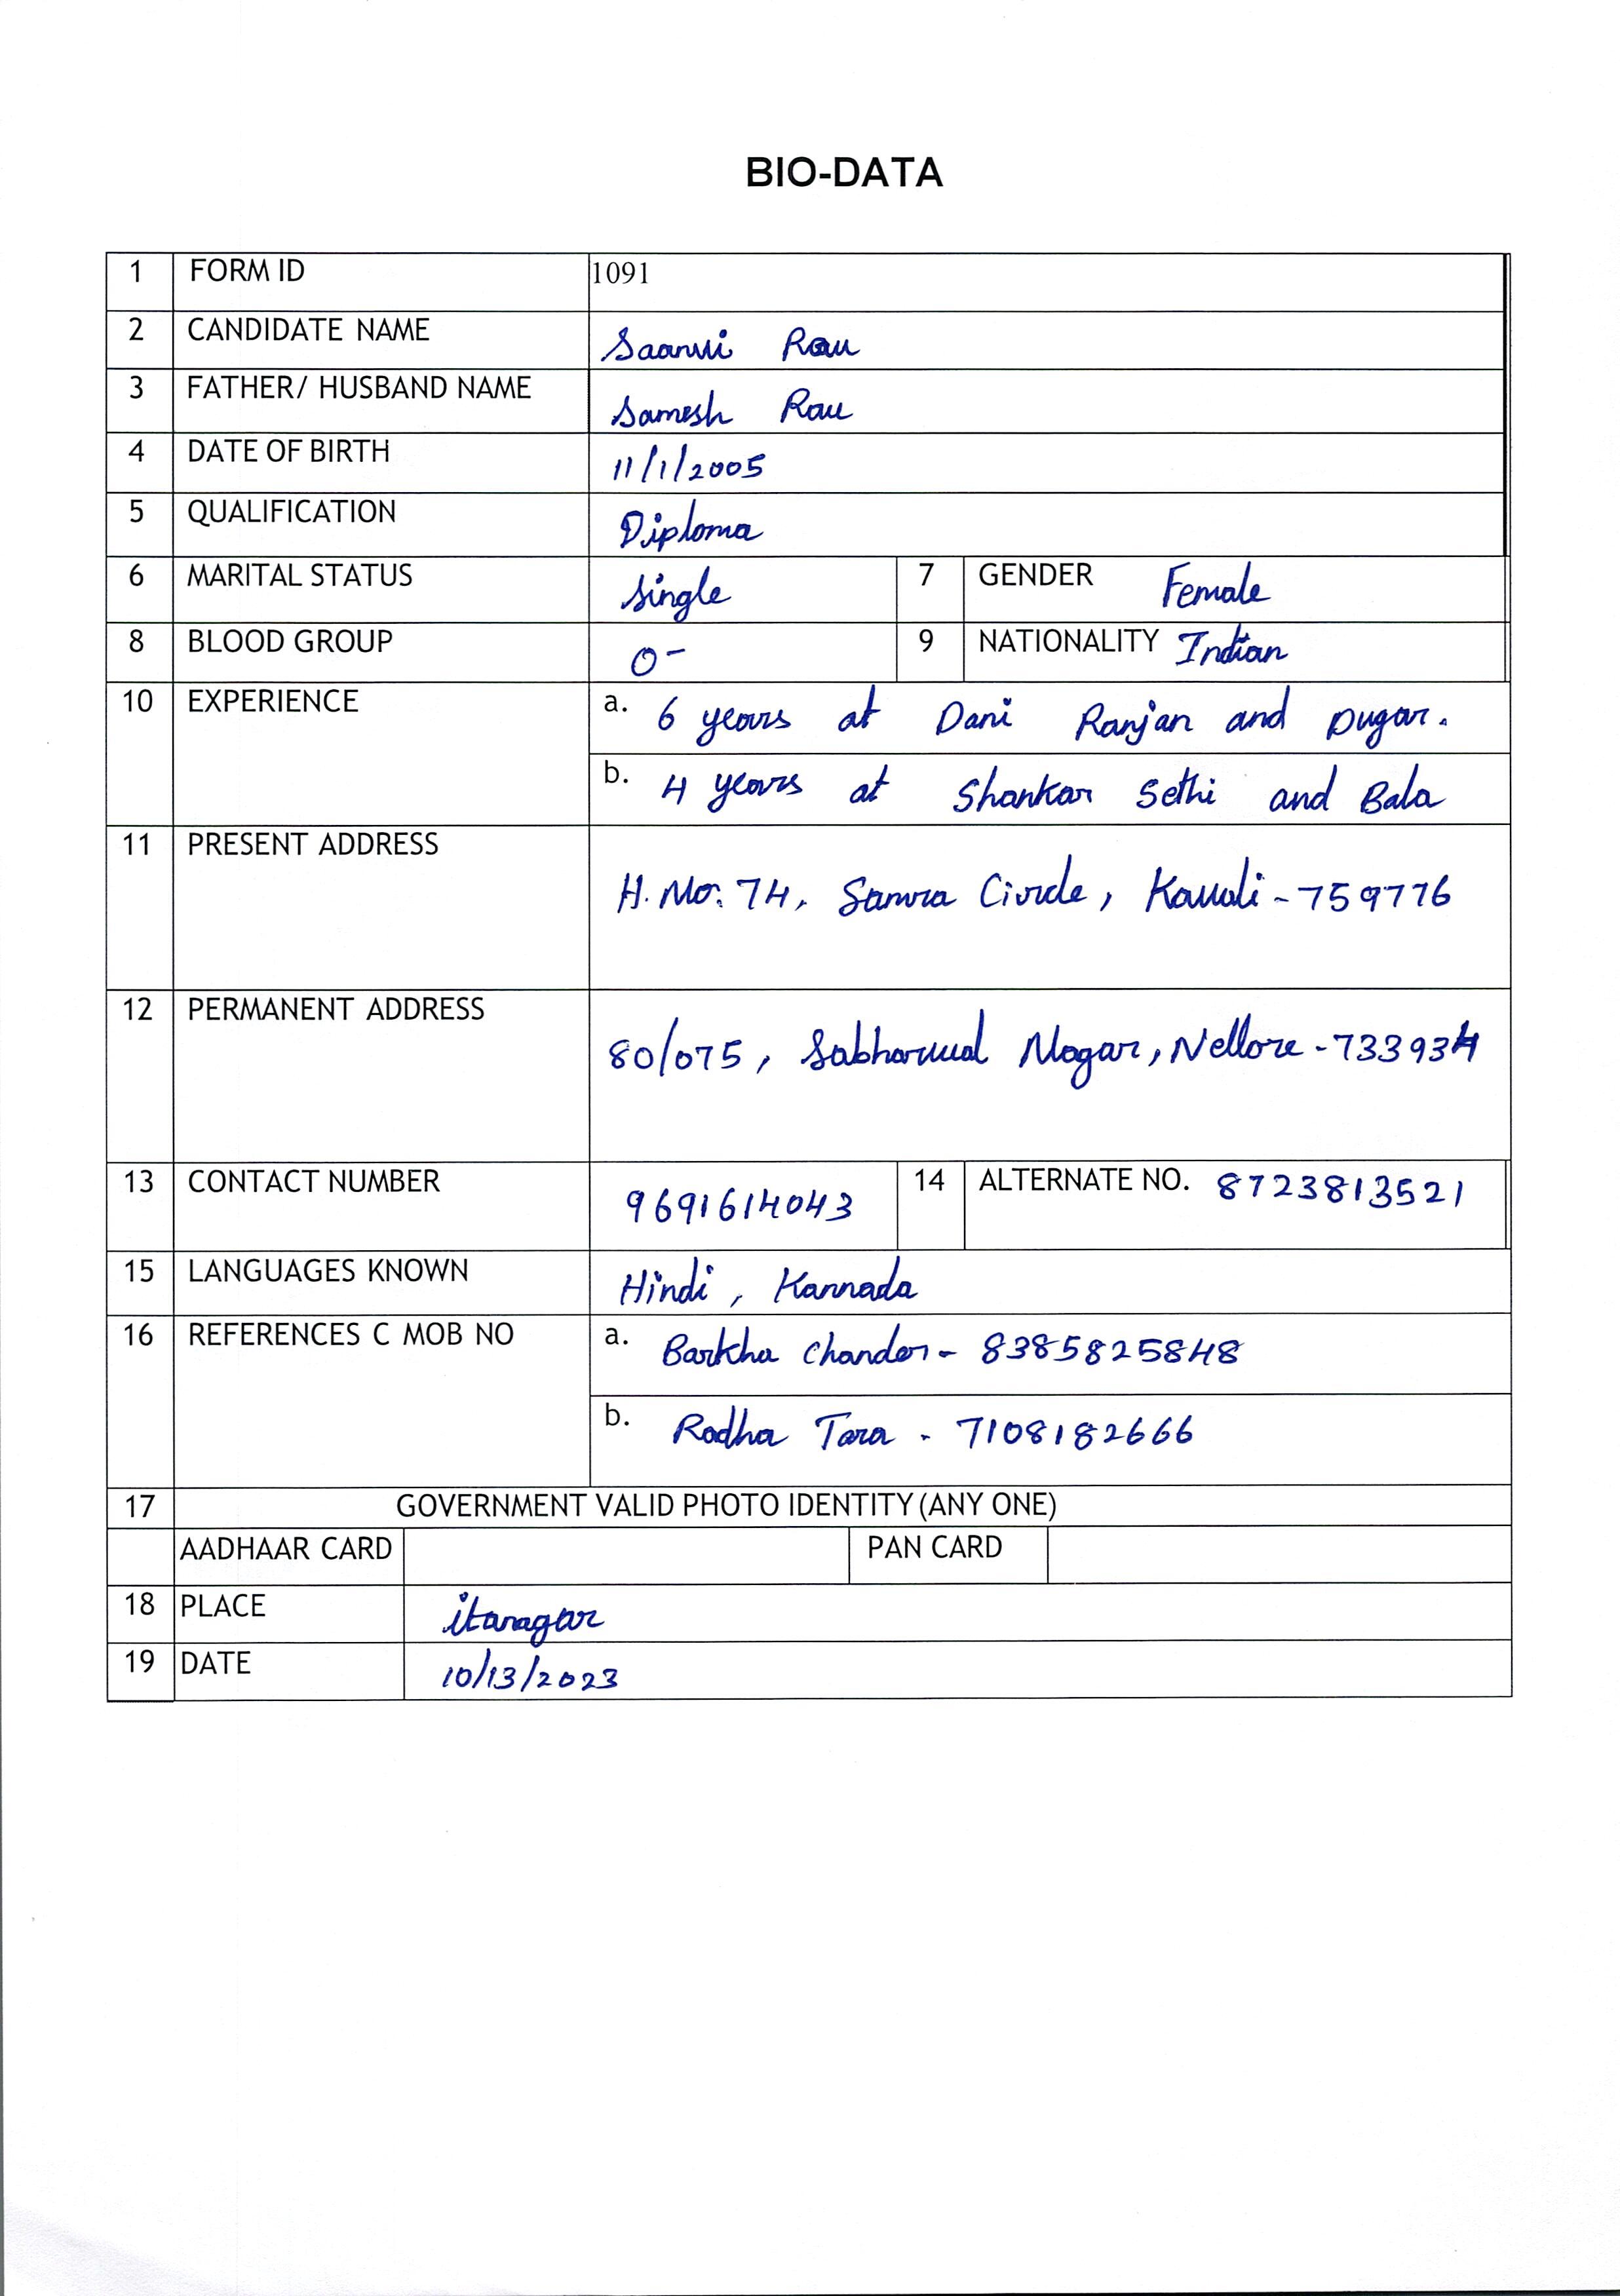 BIO-DATA
1 FORM ID 1091
2 CANDIDATE NAME Saanvi Rau
3 FATHER/ HUSBAND NAME Samesh Rau
4 DATE OF BIRTH 11/1/2005
5 QUALIFICATION Diploma
6 MARITAL STATUS Single 7 GENDER Female
8 BLOOD GROUP O- 9 NATIONALITY Indian
10 EXPERIENCE a. 6 years at Dani Ranjan and Dugar.
b. 4 years at Shankar Sethi and Bala
11 PRESENT ADDRESS H. No. 74, Samra Circle, Kavali - 759776
12 PERMANENT ADDRESS 80/075, Sabharwal Nagar, Nellore - 733934
13 CONTACT NUMBER 9691614043 14 ALTERNATE NO. 8723813521
15 LANGUAGES KNOWN Hindi, Kannada
16 REFERENCES C MOB NO a. Barkha Chander - 8385825848
b. Radha Tara - 7108182666
17 GOVERNMENT VALID PHOTO IDENTITY (ANY ONE)
AADHAAR CARD PAN CARD
18 PLACE itanagar
19 DATE 10/13/2023